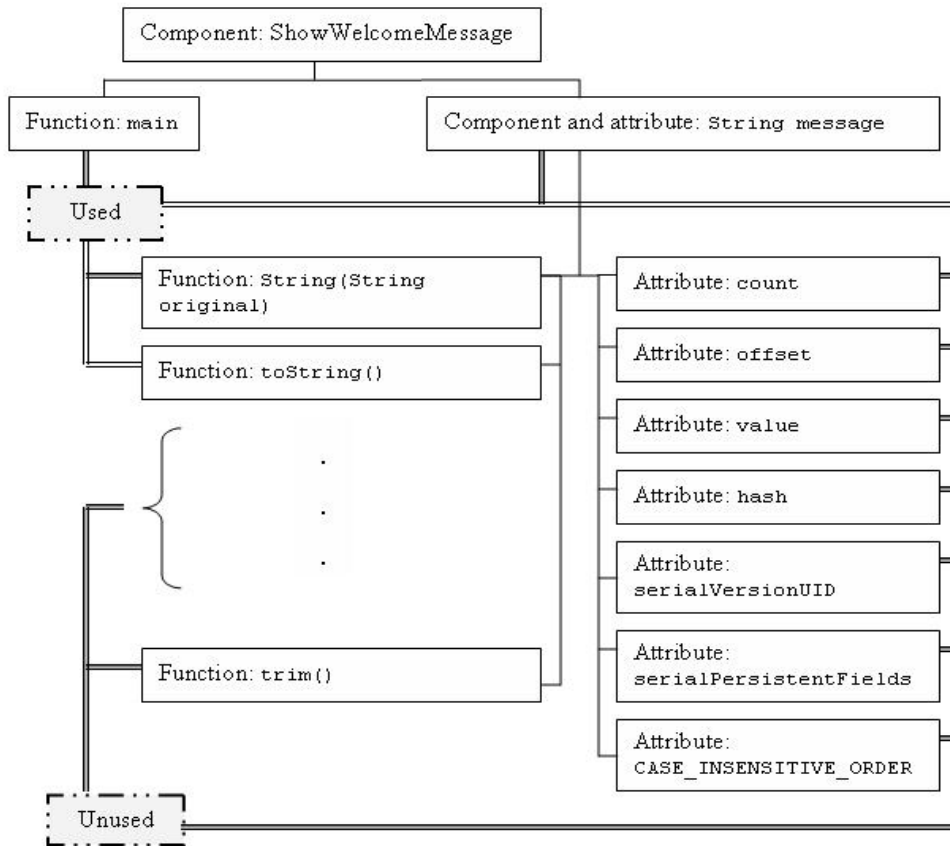 Component: ShowWelcomeMessage
Function: main
Component and attribute: String message
Used
Function: String(String
original)
Attribute: count
Function: toString()
Attribute: offset
Attribute: value
.
.
.
Attribute: hash
Attribute:
serialVersionUID
Function: trim()
Attribute:
serialPersistentFields
Attribute:
CASE_INSENSITIVE_ORDER
Unused